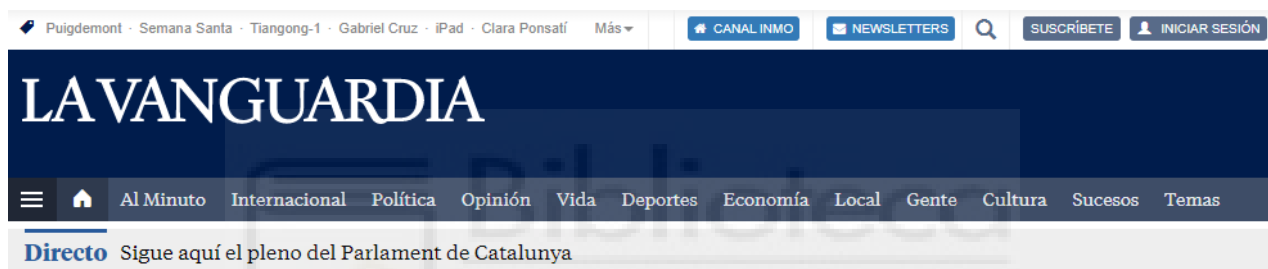 Puigdemont · Semana Santa · Tiangong-1 · Gabriel Cruz · iPad · Clara Ponsatí Más CANAL INMO NEWSLETTERS SUSCRÍBETE INICIAR SESIÓN
LA VANGUARDIA
Biblioteca
Al Minuto Internacional Política Opinión Vida Deportes Economía Local Gente Cultura Sucesos Temas
Directo Sigue aquí el pleno del Parlament de Catalunya